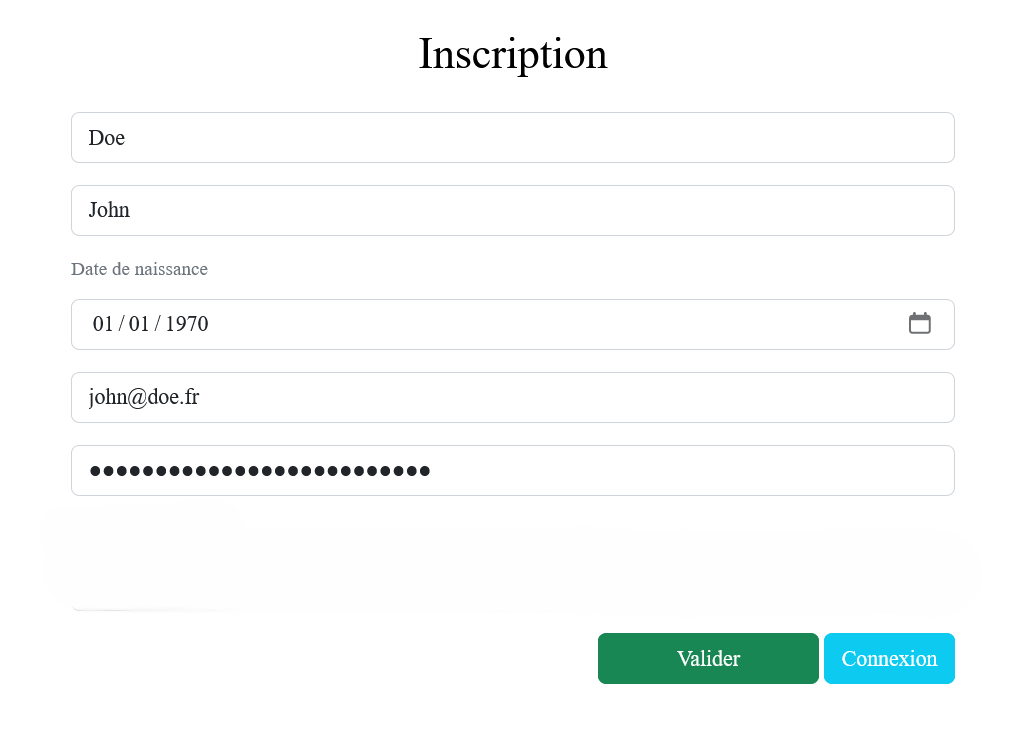 Inscription
Doe
John
Date de naissance
01 / 01 / 1970
john@doe.fr
●●●●●●●●●●●●●●●●●●●●●●●●●●
Valider Connexion